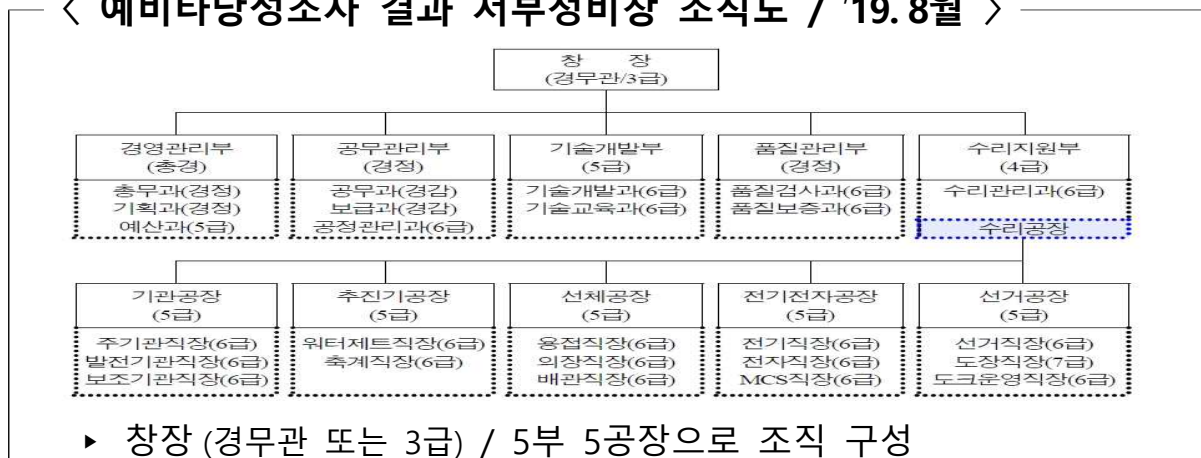 〈 예비타당성조사 결과 서부정비창 조직도 / '19. 8월 〉
창 장
(경무관/3급)
경영관리부
(총경)
총무과(경정)
기획과(경정)
예산과(5급)
공무관리부
(경정)
공무과(경감)
보급과(경감)
공정관리과(6급)
기술개발부
(5급)
기술개발과(6급)
기술교육과(6급)
품질관리부
(경정)
품질검사과(6급)
품질보증과(6급)
수리지원부
(4급)
수리관리과(6급)
수리공장
기관공장
(5급)
주기관직장(6급)
발전기관직장(6급)
보조기관직장(6급)
추진기공장
(5급)
워터제트직장(6급)
축계직장(6급)
선체공장
(5급)
용접직장(6급)
의장직장(6급)
배관직장(6급)
전기전자공장
(5급)
전기직장(6급)
전자직장(6급)
MCS직장(6급)
선거공장
(5급)
선거직장(6급)
도장직장(7급)
도크운영직장(6급)
▶ 창장 (경무관 또는 3급) / 5부 5공장으로 조직 구성